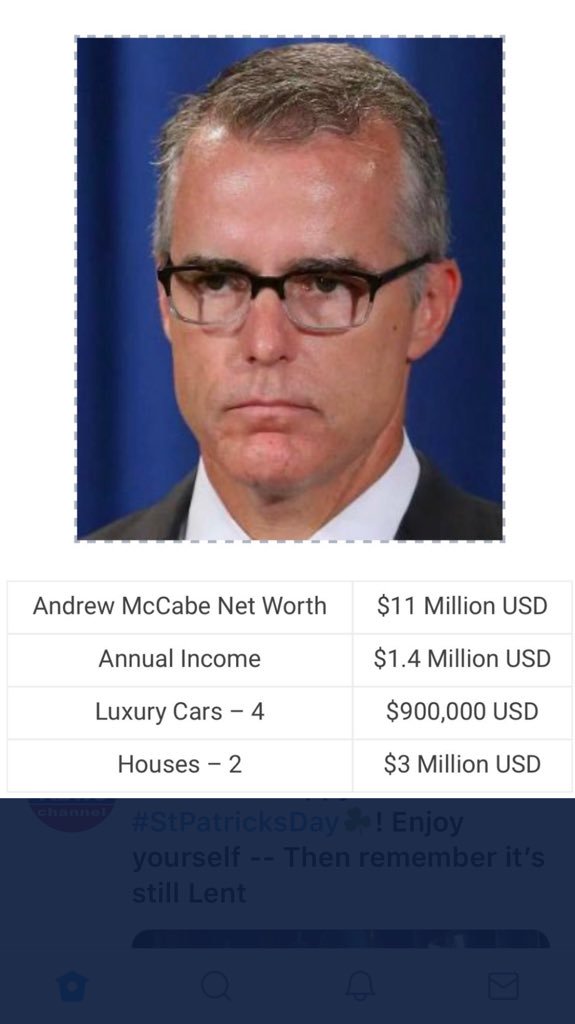 Andrew McCabe Net Worth $11 Million USD
Annual Income $1.4 Million USD
Luxury Cars – 4 $900,000 USD
Houses – 2 $3 Million USD
channel
#StPatricksDay☘! Enjoy
yourself -- Then remember it's
still Lent